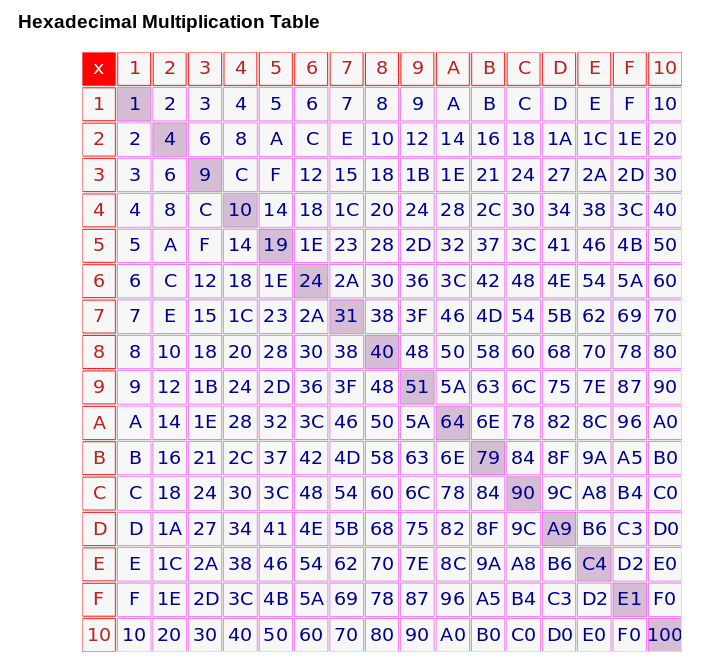 Hexadecimal Multiplication Table
x 1 2 3 4 5 6 7 8 9 A B C D E F 10
1 1 2 3 4 5 6 7 8 9 A B C D E F 10
2 2 4 6 8 A C E 10 12 14 16 18 1A 1C 1E 20
3 3 6 9 C F 12 15 18 1B 1E 21 24 27 2A 2D 30
4 4 8 C 10 14 18 1C 20 24 28 2C 30 34 38 3C 40
5 5 A F 14 19 1E 23 28 2D 32 37 3C 41 46 4B 50
6 6 C 12 18 1E 24 2A 30 36 3C 42 48 4E 54 5A 60
7 7 E 15 1C 23 2A 31 38 3F 46 4D 54 5B 62 69 70
8 8 10 18 20 28 30 38 40 48 50 58 60 68 70 78 80
9 9 12 1B 24 2D 36 3F 48 51 5A 63 6C 75 7E 87 90
A A 14 1E 28 32 3C 46 50 5A 64 6E 78 82 8C 96 A0
B B 16 21 2C 37 42 4D 58 63 6E 79 84 8F 9A A5 B0
C C 18 24 30 3C 48 54 60 6C 78 84 90 9C A8 B4 C0
D D 1A 27 34 41 4E 5B 68 75 82 8F 9C A9 B6 C3 D0
E E 1C 2A 38 46 54 62 70 7E 8C 9A A8 B6 C4 D2 E0
F F 1E 2D 3C 4B 5A 69 78 87 96 A5 B4 C3 D2 E1 F0
10 10 20 30 40 50 60 70 80 90 A0 B0 C0 D0 E0 F0 100